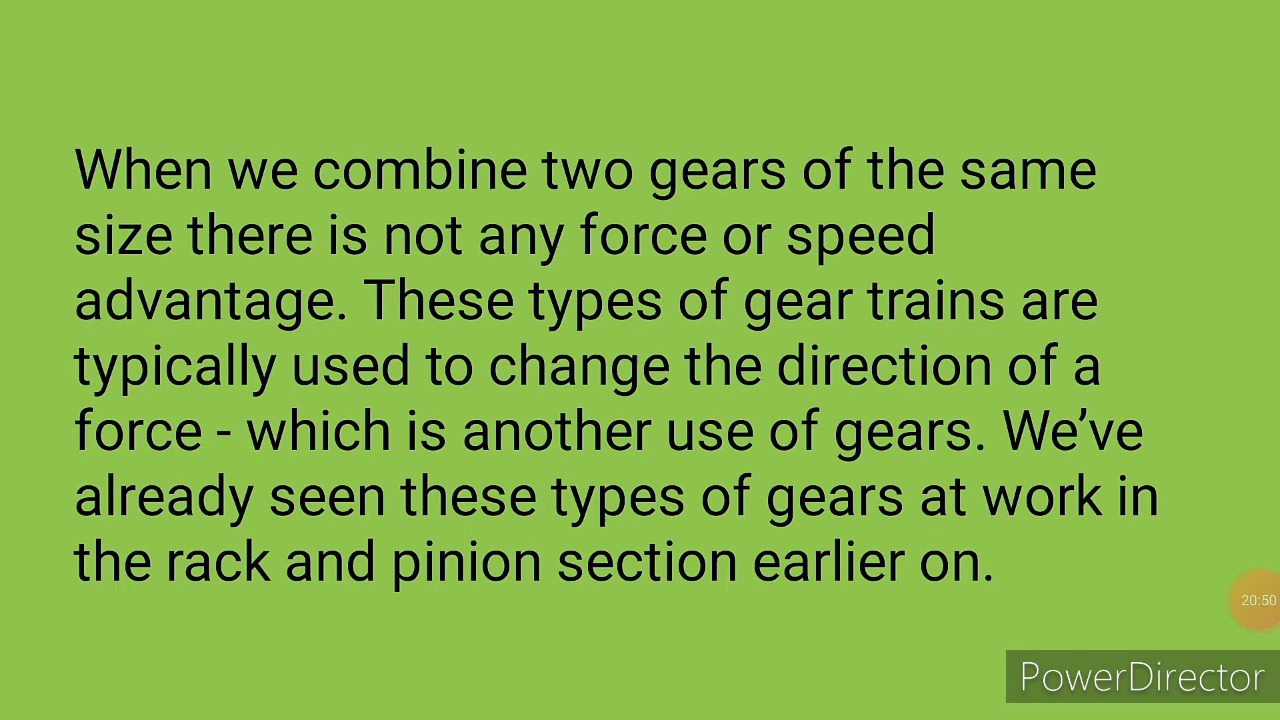 When we combine two gears of the same
size there is not any force or speed
advantage. These types of gear trains are
typically used to change the direction of a
force - which is another use of gears. We’ve
already seen these types of gears at work in
the rack and pinion section earlier on.
20:50
PowerDirector